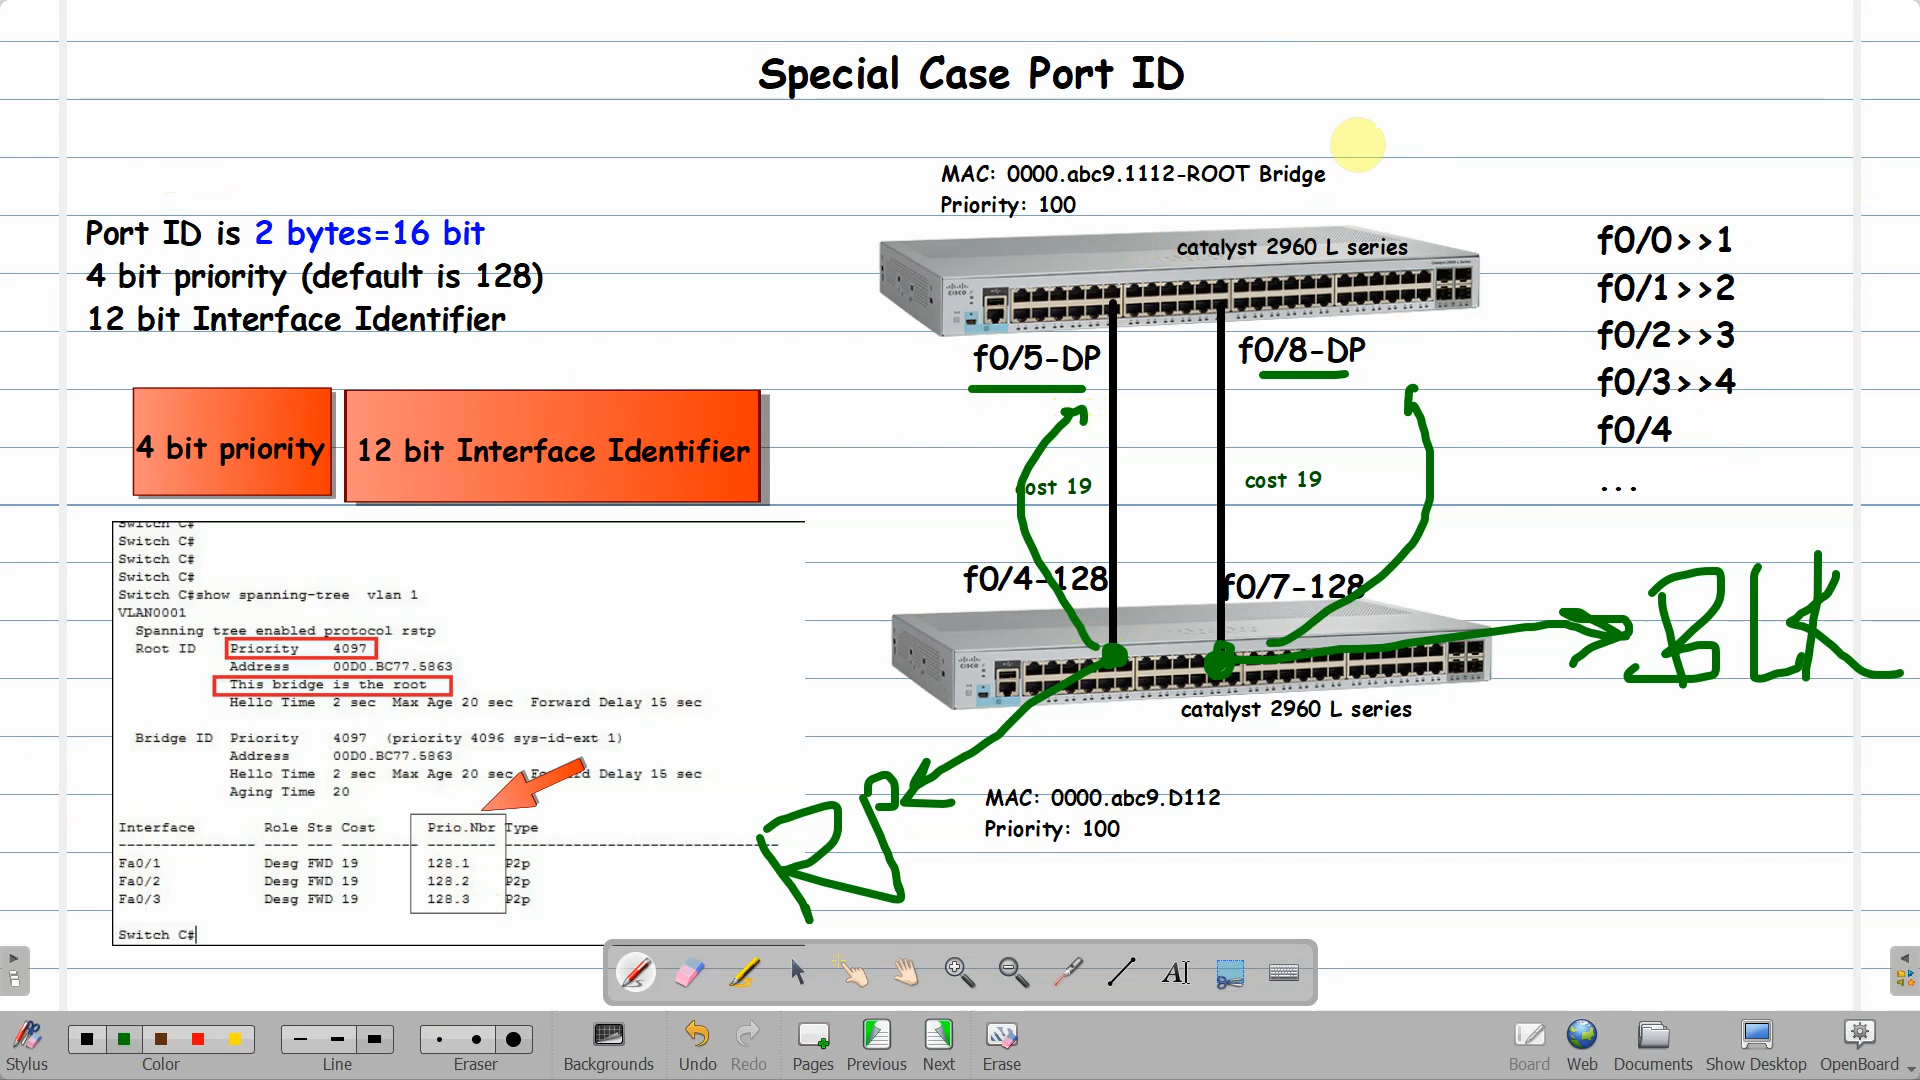 Special Case Port ID
MAC: 0000.abc9.1112-ROOT Bridge
Priority: 100
Port ID is 2 bytes=16 bit
4 bit priority (default is 128)
12 bit Interface Identifier
4 bit priority
12 bit Interface Identifier
catalyst 2960 L series
CISCO
f0/5-DP
f0/8-DP
f0/0>>1
f0/1>>2
f0/2>>3
f0/3>>4
f0/4
...
cost 19
cost 19
f0/4-128
f0/7-128
CISCO
catalyst 2960 L series
BLK
RP
MAC: 0000.abc9.D112
Priority: 100
Switch C#
Switch C#
Switch C#
Switch C#
Switch C#show spanning-tree  vlan 1
VLAN0001
Spanning tree enabled protocol rstp
Root ID    Priority    4097
Address    00D0.BC77.5863
This bridge is the root
Hello Time  2 sec  Max Age 20 sec  Forward Delay 15 sec
Bridge ID  Priority    4097  (priority 4096 sys-id-ext 1)
Address    00D0.BC77.5863
Hello Time  2 sec  Max Age 20 sec  Forward Delay 15 sec
Aging Time  20
Interface        Role Sts Cost      Prio.Nbr Type
---------------- ---- --- --------- -------- --------------------------------
Fa0/1            Desg FWD 19        128.1    P2p
Fa0/2            Desg FWD 19        128.2    P2p
Fa0/3            Desg FWD 19        128.3    P2p
Switch C#
Stylus
Color
Line
Eraser
Backgrounds
Undo
Redo
Pages
Previous
Next
Erase
Board
Web
Documents
Show Desktop
OpenBoard